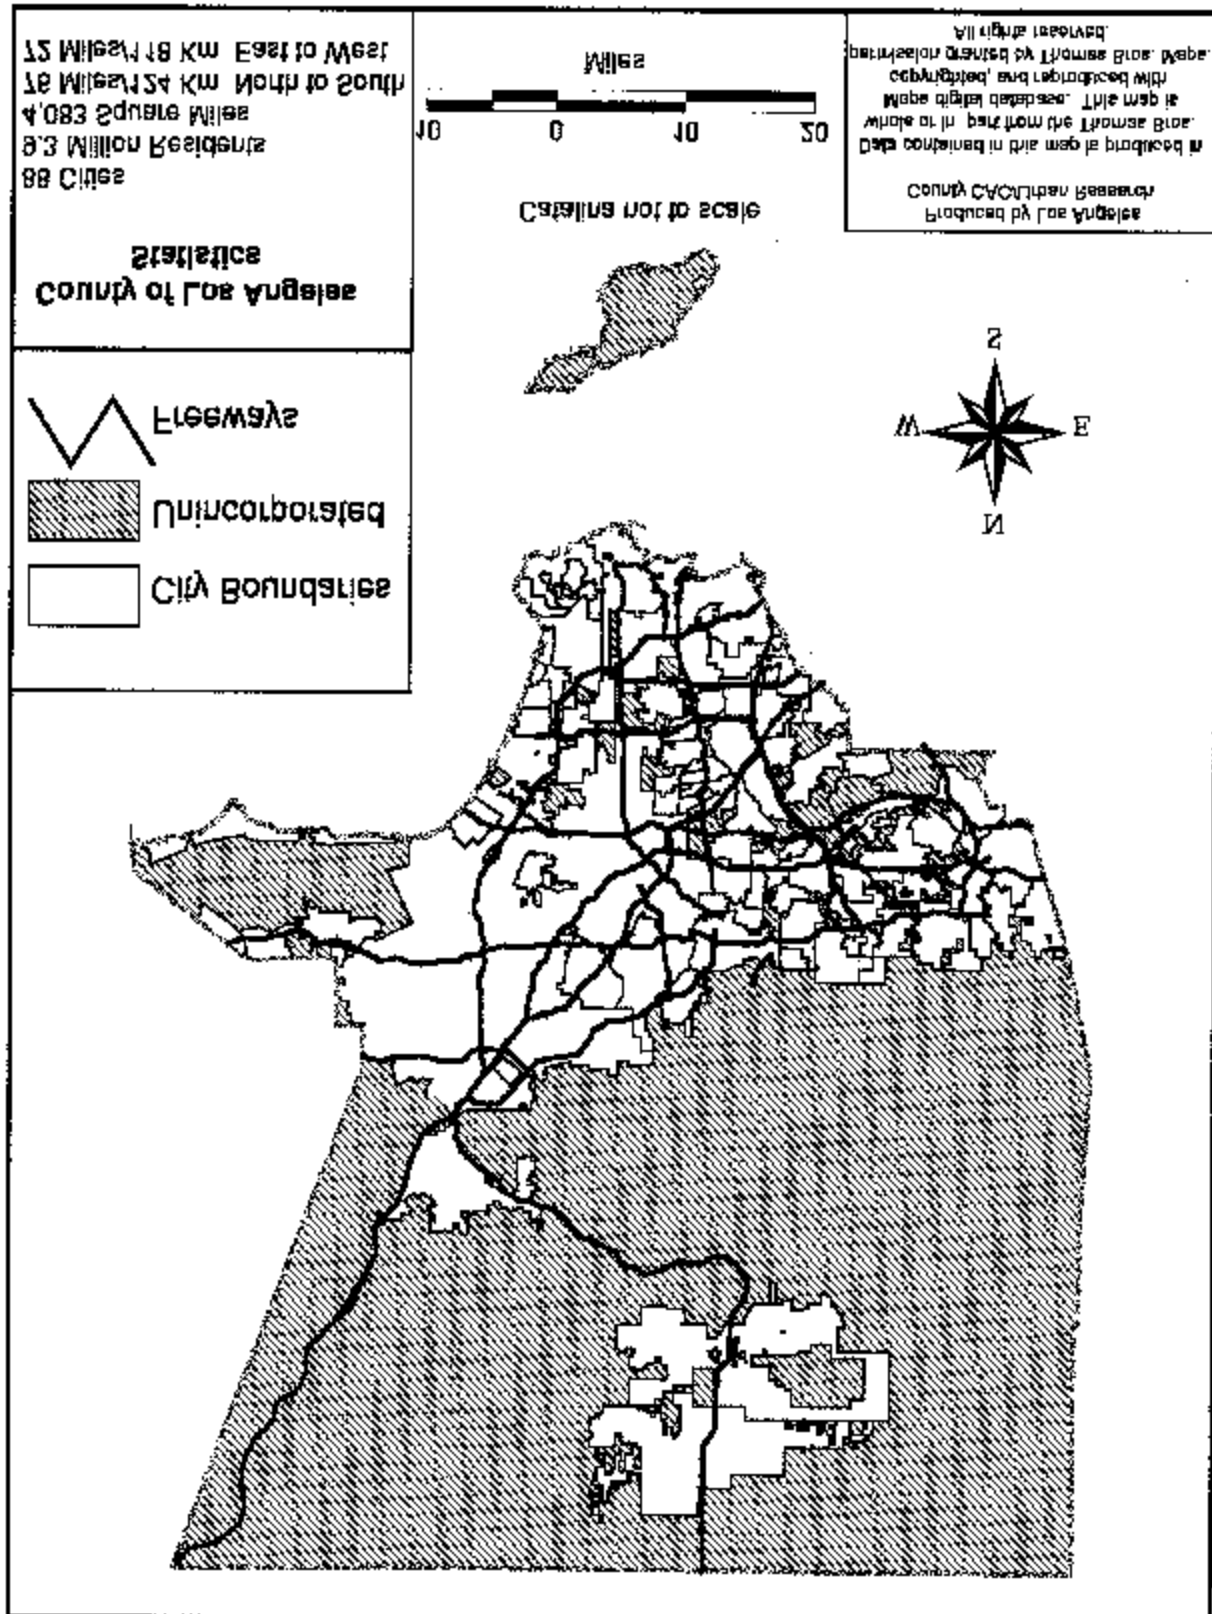 N
W E
S
City Boundaries
Unincorporated
Freeways
County of Los Angeles
Statistics
88 Cities
9.3 Million Residents
4,083 Square Miles
76 Miles/124 Km North to South
72 Miles/118 Km East to West
Catalina not to scale
10 0 10 20
Miles
Produced by Los Angeles
County CAO/Urban Research
Data contained in this map is produced in
whole or in part from the Thomas Bros.
Maps digital database. This map is
copyrighted, and reproduced with
permission granted by Thomas Bros. Maps.
All rights reserved.